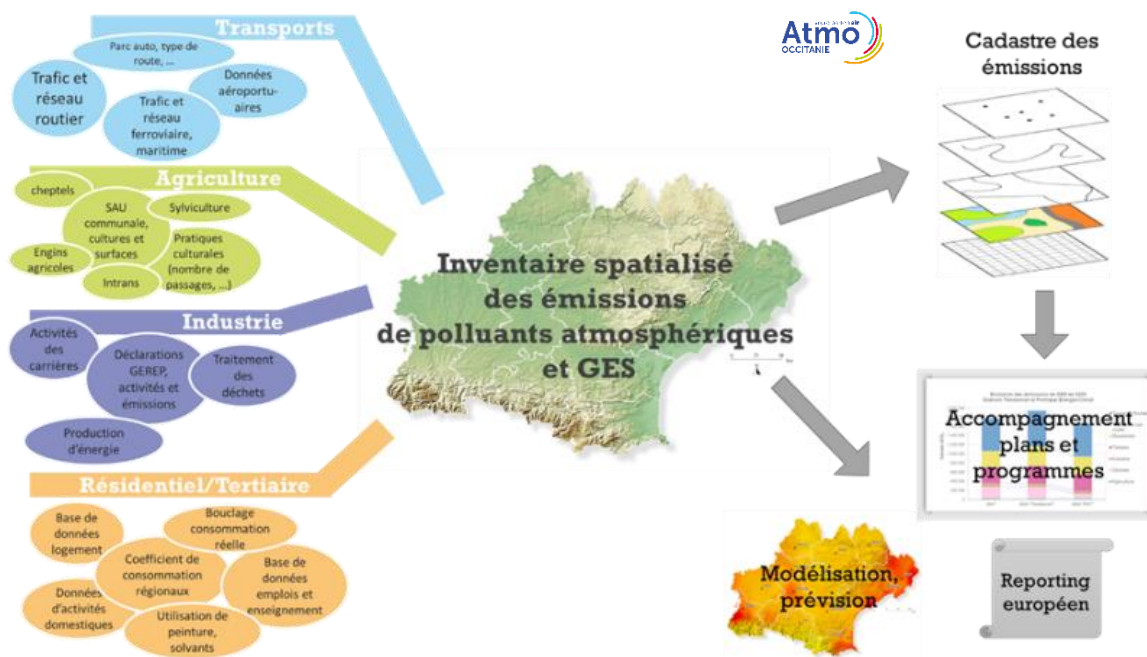 Transports
Parc auto, type de
route, ...
Trafic et
réseau
routier
Données
aéroportu-
aires
Trafic et
réseau
ferroviaire,
maritime
Agriculture
cheptels
SAU
communale,
cultures et
surfaces
Sylviculture
Engins
agricoles
Pratiques
culturales
(nombre de
passages, ...)
Intrans
Industrie
Activités
des
carrières
Déclarations
GEREP,
activités et
émissions
Traitement
des
déchets
Production
d'énergie
Résidentiel/Tertiaire
Base de
données
logement
Bouclage
consommation
réelle
Coefficient de
consommation
régionaux
Base de
données
emplois et
enseignement
Données
d'activités
domestiques
Utilisation de
peinture,
solvants
Inventaire spatialisé
des émissions
de polluants atmosphériques
et GES
Atmo
OCCITANIE
Cadastre des
émissions
Accompagnement
plans et
programmes
Modélisation,
prévision
Reporting
européen